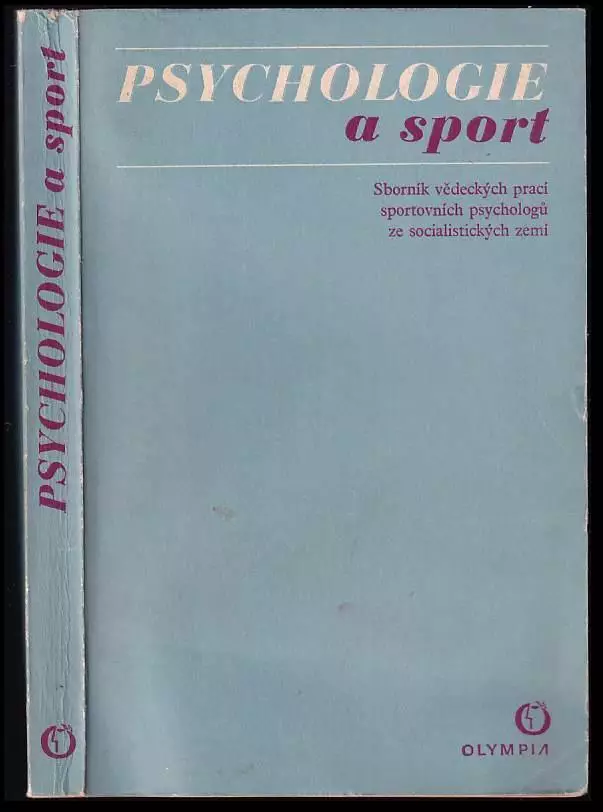 PSYCHOLOGIE a sport
PSYCHOLOGIE
a sport
Sborník vědeckých prací
sportovních psychologů
ze socialistických zemí
OLYMPIA